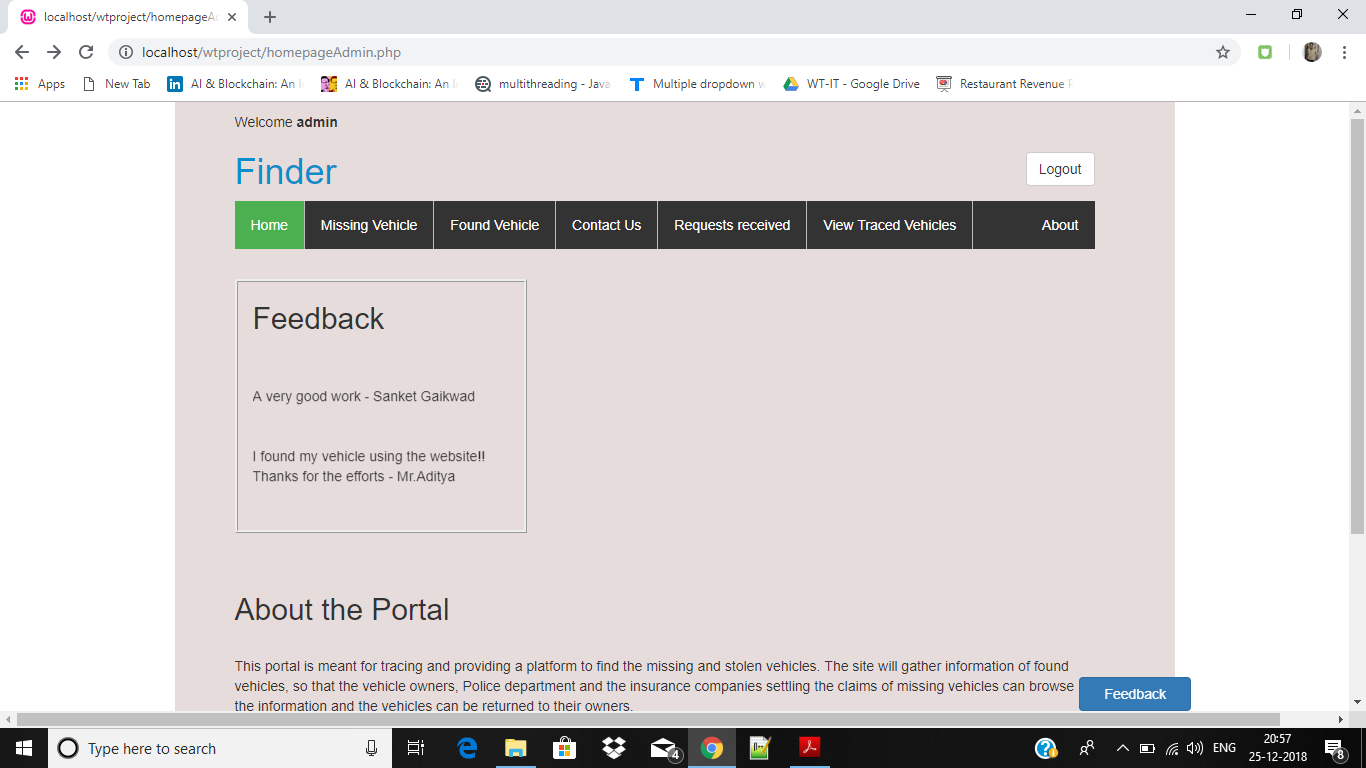 localhost/wtproject/homepageA
localhost/wtproject/homepageAdmin.php
Apps New Tab AI & Blockchain: An I AI & Blockchain: An I multithreading - Java Multiple dropdown WT-IT - Google Drive Restaurant Revenue
Welcome admin
Finder
Logout
Home Missing Vehicle Found Vehicle Contact Us Requests received View Traced Vehicles About
Feedback
A very good work - Sanket Gaikwad
I found my vehicle using the website!!
Thanks for the efforts - Mr.Aditya
About the Portal
This portal is meant for tracing and providing a platform to find the missing and stolen vehicles. The site will gather information of found
vehicles, so that the vehicle owners, Police department and the insurance companies settling the claims of missing vehicles can browse
the information and the vehicles can be returned to their owners.
Feedback
Type here to search
4
ENG
20:57
25-12-2018
8